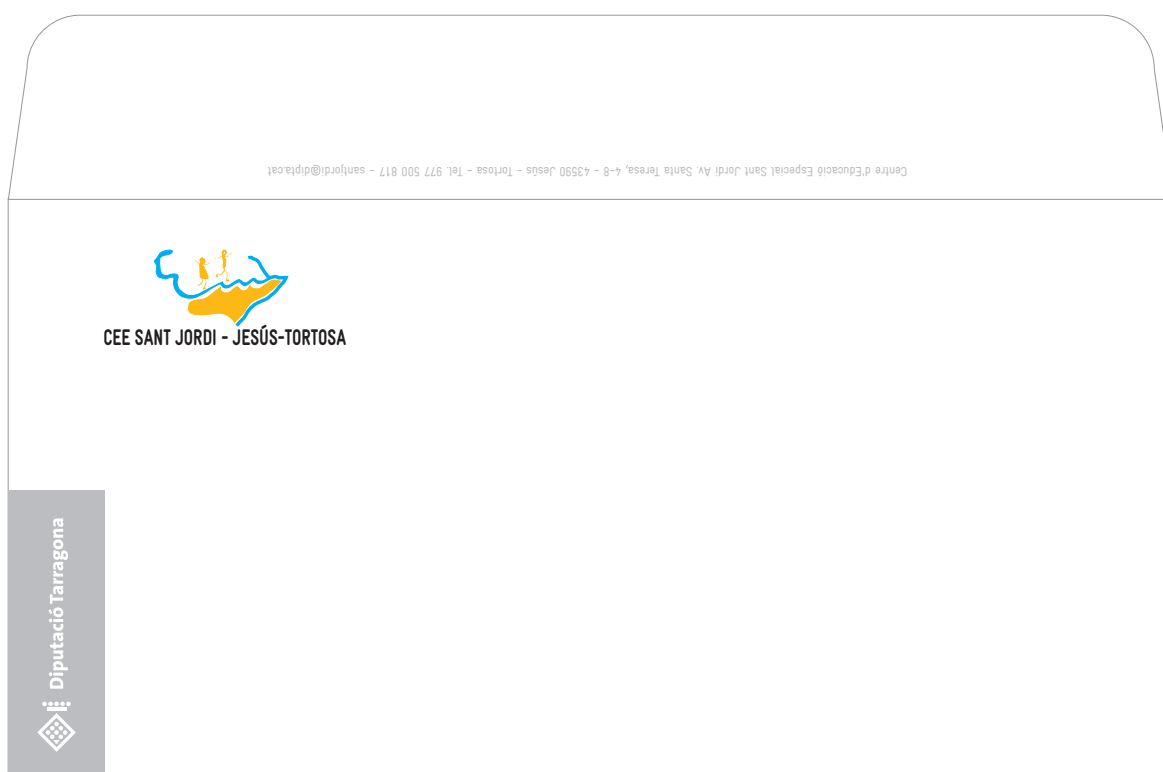 Centre d'Educació Especial Sant Jordi Av. Santa Teresa, 4-8 - 43590 Jesús - Tortosa - Tel. 977 500 817 - santjordi@dipta.cat
CEE SANT JORDI - JESÚS-TORTOSA
Diputació Tarragona